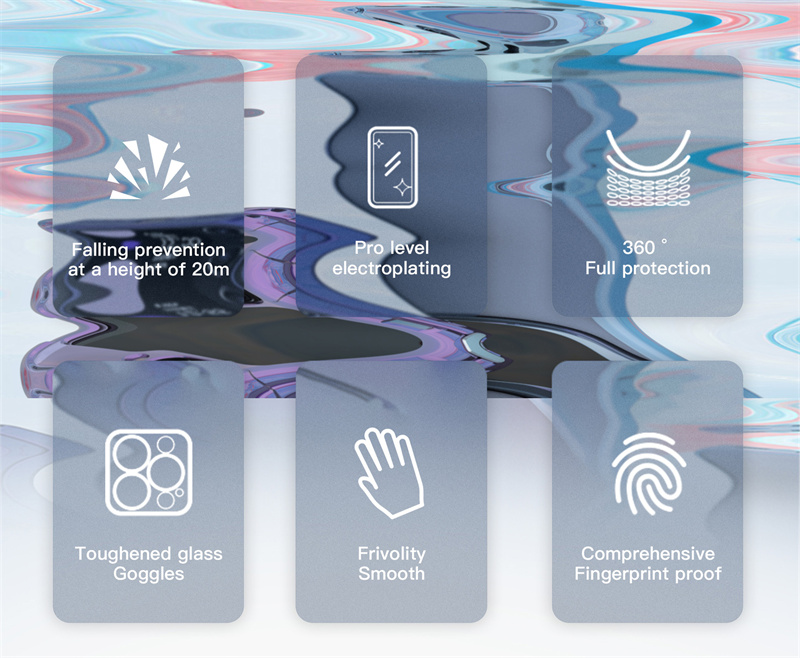 Falling prevention
at a height of 20m
Pro level
electroplating
360 °
Full protection
Toughened glass
Goggles
Frivolity
Smooth
Comprehensive
Fingerprint proof